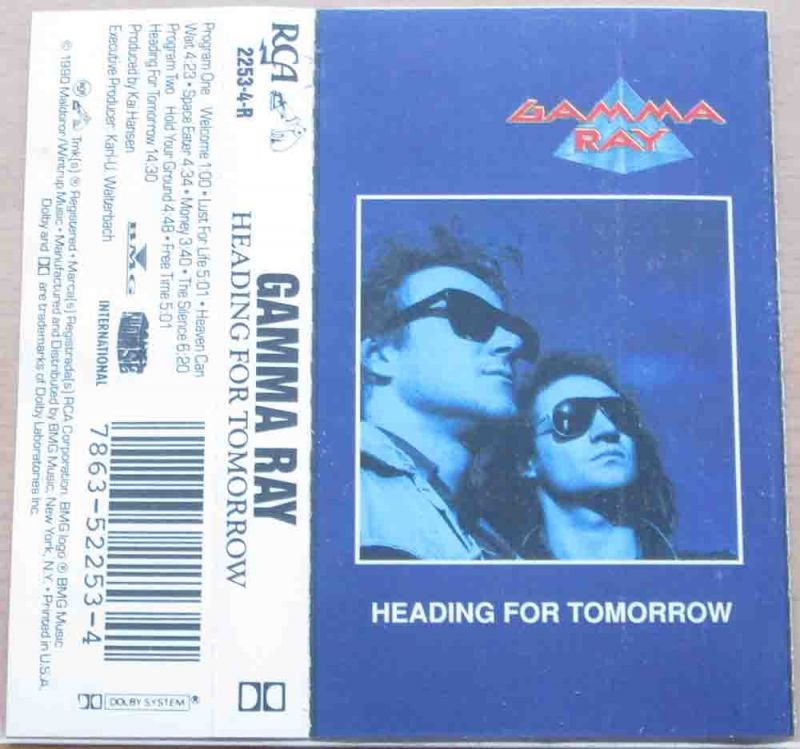 GAMMA
RAY
HEADING FOR TOMORROW
RCA
2253-4-R
GAMMA RAY
HEADING FOR TOMORROW
Program One Welcome 1:00 • Lust For Life 5:01 • Heaven Can
Wait 4:23 • Space Eater 4:34 • Money 3:40 • The Silence 6:20
Program Two Hold Your Ground 4:48 • Free Time 5:01
Heading For Tomorrow 14:30
Produced by Kai Hansen
Executive Producer: Karl-U. Walterbach
BMG
NOISE
INTERNATIONAL
Tmk(s) ® Registered • Marca(s) Registrada(s) RCA Corporation. BMG logo ® BMG Music
© 1990 Maldoror/Wintrup Music • Manufactured and Distributed by BMG Music, New York, N.Y. • Printed in U.S.A.
Dolby and are trademarks of Dolby Laboratories Inc.
7863-52253-4
DOLBY SYSTEM ®